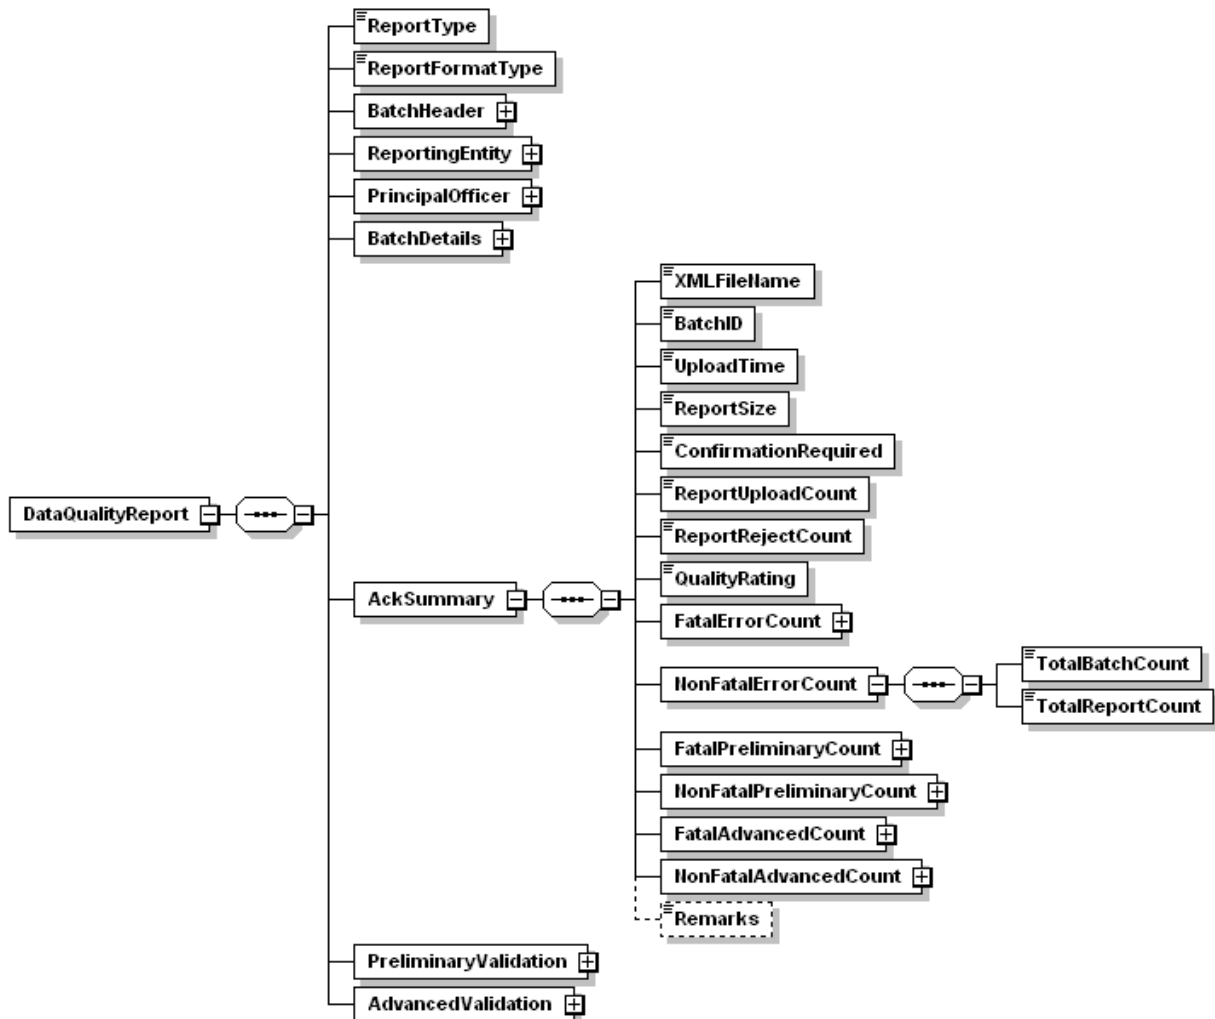 ReportType
ReportFormatType
BatchHeader
ReportingEntity
PrincipalOfficer
BatchDetails
XMLFileName
BatchID
UploadTime
ReportSize
ConfirmationRequired
ReportUploadCount
DataQualityReport
ReportRejectCount
QualityRating
AckSummary
FatalErrorCount
TotalBatchCount
NonFatalErrorCount
TotalReportCount
FatalPreliminaryCount
NonFatalPreliminaryCount
FatalAdvancedCount
NonFatalAdvancedCount
Remarks
PreliminaryValidation
AdvancedValidation